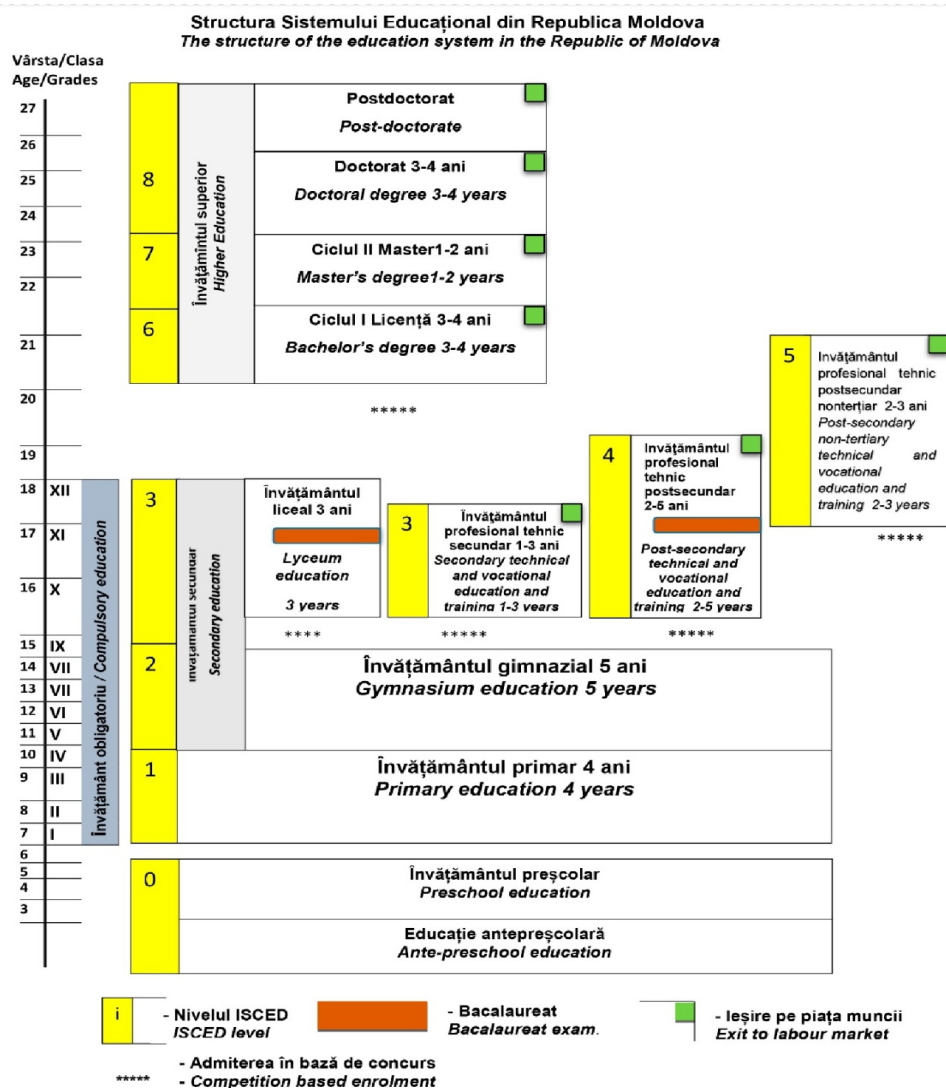 Structura Sistemului Educațional din Republica Moldova
The structure of the education system in the Republic of Moldova
Vârsta/Clasa
Age/Grades
27
26
25
24
23
22
21
20
19
18 XII
17 XI
16 X
15 IX
14 VII
13 VII
12 VI
11 V
10 IV
9 III
8 II
7 I
6
5
4
3
Învățământ obligatoriu / Compulsory education
8
7
6
Învățămîntul superior
Higher Education
Postdoctorat
Post-doctorate
Doctorat 3-4 ani
Doctoral degree 3-4 years
Ciclul II Master1-2 ani
Master's degree1-2 years
Ciclul I Licență 3-4 ani
Bachelor's degree 3-4 years
*****
5
Invățământul
profesional tehnic
postsecundar
nonterțiar 2-3 ani
Post-secondary
non-tertiary
technical and
vocational
education and
training 2-3 years
*****
3
Invățământul secundar
Secondary education
Învățământul
liceal 3 ani
Lyceum
education
3 years
****
3
Învățământul
profesional tehnic
secundar 1-3 ani
Secondary technical
and vocational
education and
training 1-3 years
*****
4
Invățământul
profesional
tehnic
postsecundar
2-5 ani
Post-secondary
technical and
vocational
education and
training 2-5 years
*****
2
Învățământul gimnazial 5 ani
Gymnasium education 5 years
1
Învățământul primar 4 ani
Primary education 4 years
0
Învățământul preșcolar
Preschool education
Educație antepreșcolară
Ante-preschool education
i
- Nivelul ISCED
ISCED level
- Bacalaureat
Bacalaureat exam.
- Ieșire pe piața muncii
Exit to labour market
- Admiterea în bază de concurs
***** - Competition based enrolment